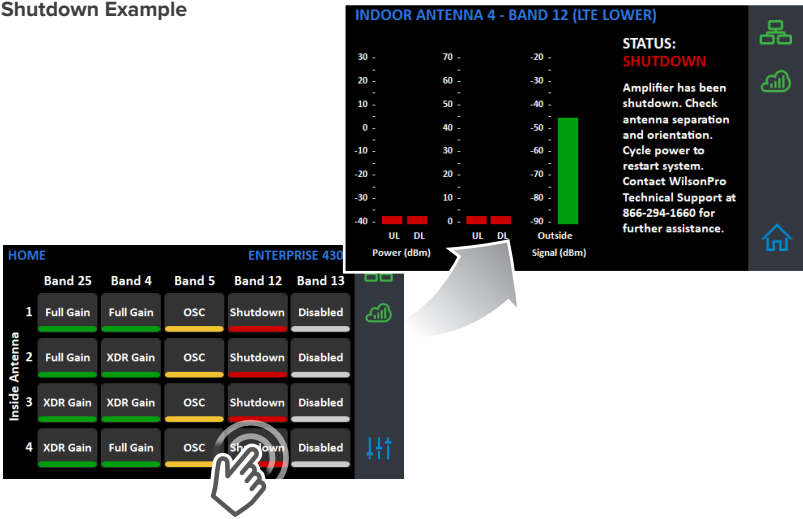 Shutdown Example
INDOOR ANTENNA 4 - BAND 12 (LTE LOWER)
STATUS:
SHUTDOWN
Amplifier has been
shutdown. Check
antenna separation
and orientation.
Cycle power to
restart system.
Contact WilsonPro
Technical Support at
866-294-1660 for
further assistance.
30 - 70 - -20 -
20 - 60 - -30 -
10 - 50 - -40 -
0 - 40 - -50 -
-10 - 30 - -60 -
-20 - 20 - -70 -
-30 - 10 - -80 -
-40 - 0 - -90 -
UL DL UL DL Outside
Power (dBm) Signal (dBm)
HOME ENTERPRISE 430
Band 25 Band 4 Band 5 Band 12 Band 13
Inside Antenna
1 Full Gain Full Gain OSC Shutdown Disabled
2 Full Gain XDR Gain OSC Shutdown Disabled
3 XDR Gain XDR Gain OSC Shutdown Disabled
4 XDR Gain Full Gain OSC Shutdown Disabled